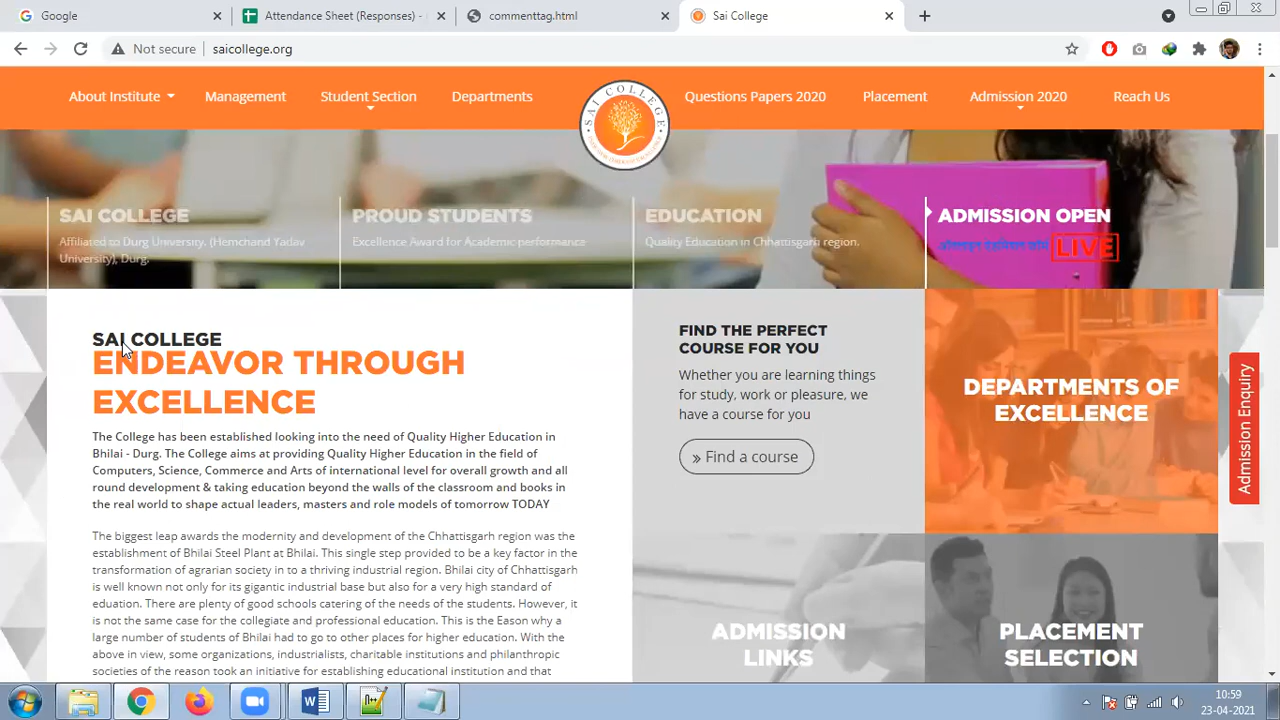 Google
Attendance Sheet (Responses) -
commenttag.html
Sai College
Not secure
saicollege.org
About Institute
Management
Student Section
Departments
SAI COLLEGE
Questions Papers 2020
Placement
Admission 2020
Reach Us
SAI COLLEGE
Affiliated to Durg University. (Hemchand Yadav
University), Durg.
PROUD STUDENTS
Excellence Award for Academic performance
EDUCATION
Quality Education in Chhattisgarh region.
ADMISSION OPEN
LIVE
SAI COLLEGE
ENDEAVOR THROUGH
EXCELLENCE
The College has been established looking into the need of Quality Higher Education in
Bhilai - Durg. The College aims at providing Quality Higher Education in the field of
Computers, Science, Commerce and Arts of international level for overall growth and all
round development & taking education beyond the walls of the classroom and books in
the real world to shape actual leaders, masters and role models of tomorrow TODAY
The biggest leap awards the modernity and development of the Chhattisgarh region was the
establishment of Bhilai Steel Plant at Bhilai. This single step provided to be a key factor in the
transformation of agrarian society in to a thriving industrial region. Bhilai city of Chhattisgarh
is well known not only for its gigantic industrial base but also for a very high standard of
eduation. There are plenty of good schools catering of the needs of the students. However, it
is not the same case for the collegiate and professional education. This is the Eason why a
large number of students of Bhilai had to go to otherplaces for higher education. With the
above in view, some organizations, industrialists, charitable institutions and philanthropic
societies of the reason took an initiative for establishing educational institution and that
FIND THE PERFECT
COURSE FOR YOU
Whether you are learning things
for study, work or pleasure, we
have a course for you
» Find a course
DEPARTMENTS OF
EXCELLENCE
ADMISSION
LINKS
PLACEMENT
SELECTION
Admission Enquiry
10:59
23-04-2021